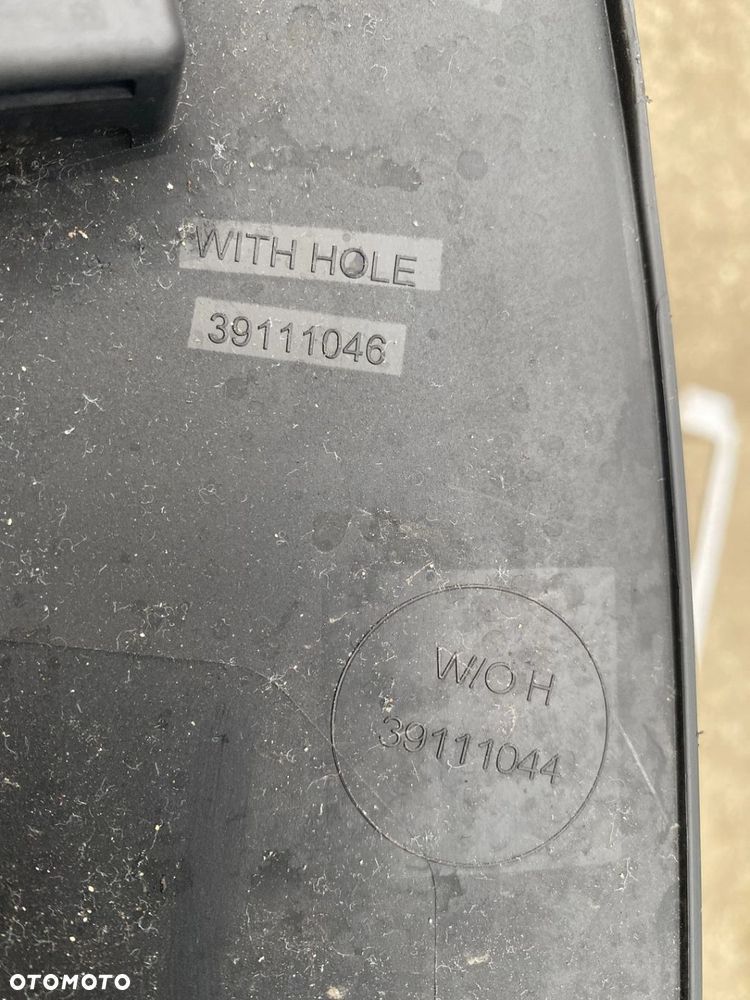 WITH HOLE
39111046
W/O H
39111044
OTOMOTO